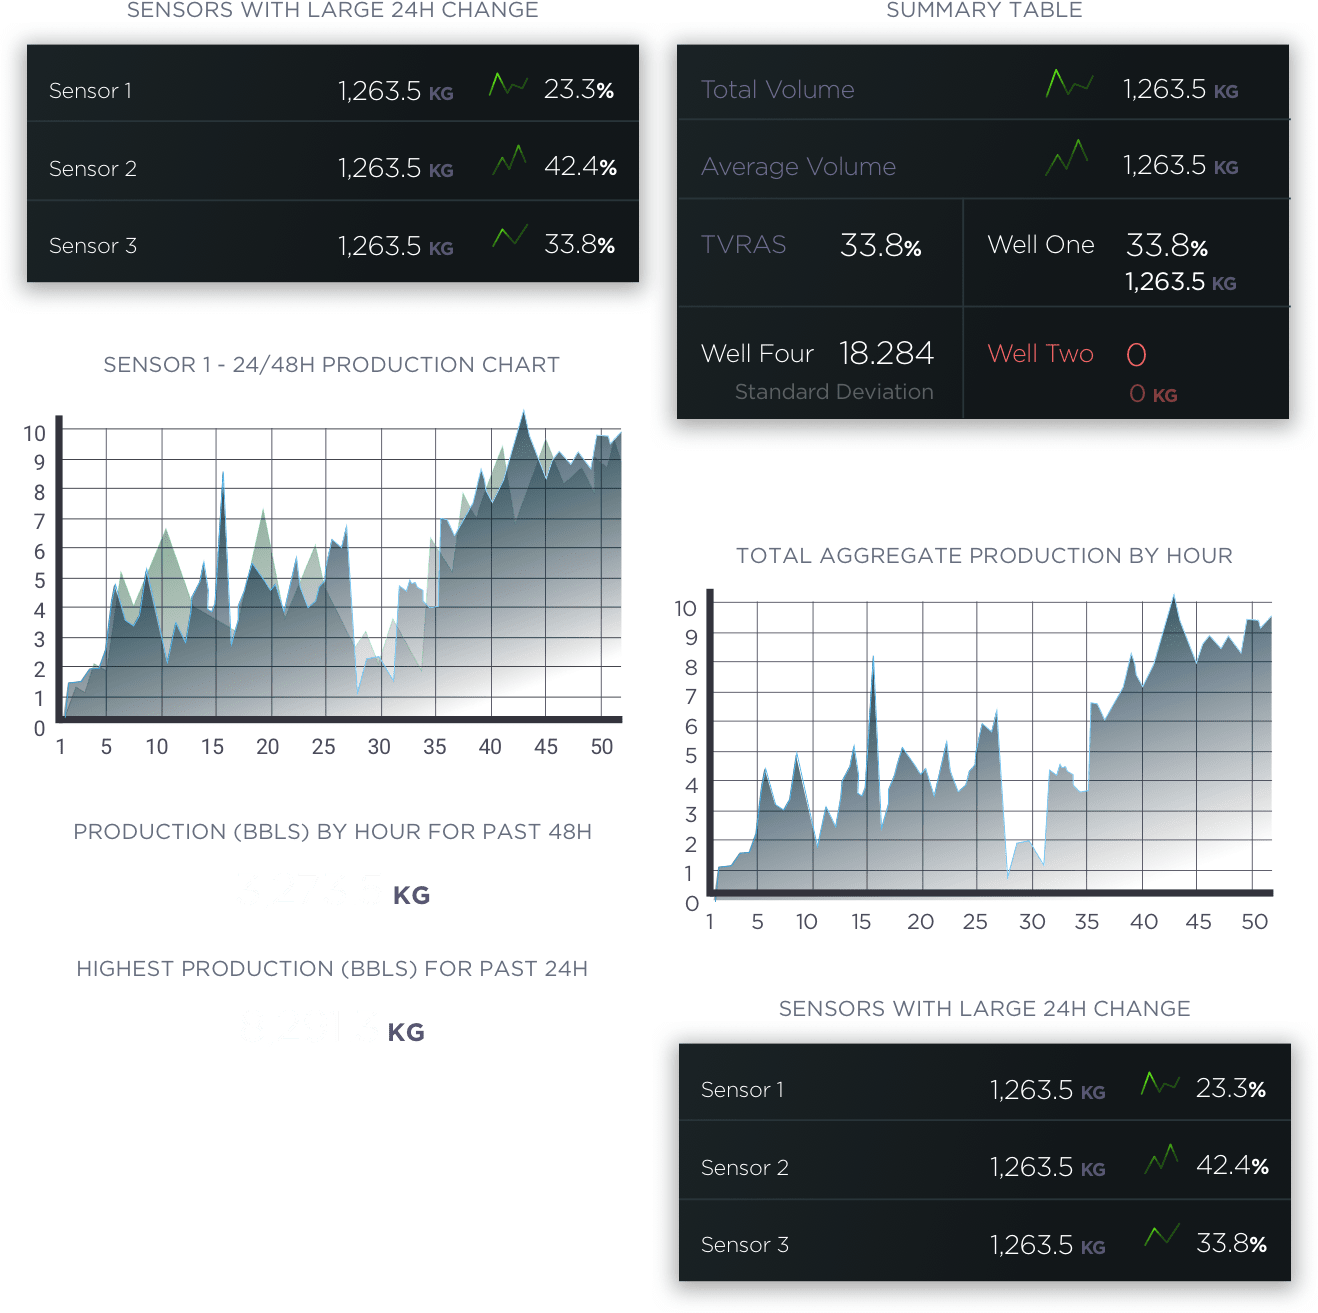 SENSORS WITH LARGE 24H CHANGE
Sensor 1 1,263.5 KG 23.3%
Sensor 2 1,263.5 KG 42.4%
Sensor 3 1,263.5 KG 33.8%
SENSOR 1 - 24/48H PRODUCTION CHART
10
9
8
7
6
5
4
3
2
1
0
1 5 10 15 20 25 30 35 40 45 50
PRODUCTION (BBLS) BY HOUR FOR PAST 48H
KG
HIGHEST PRODUCTION (BBLS) FOR PAST 24H
KG
SUMMARY TABLE
Total Volume 1,263.5 KG
Average Volume 1,263.5 KG
TVRAS 33.8%
Well One 33.8%
1,263.5 KG
Well Four 18.284
Standard Deviation
Well Two 0
0 KG
TOTAL AGGREGATE PRODUCTION BY HOUR
10
9
8
7
6
5
4
3
2
1
0
1 5 10 15 20 25 30 35 40 45 50
SENSORS WITH LARGE 24H CHANGE
Sensor 1 1,263.5 KG 23.3%
Sensor 2 1,263.5 KG 42.4%
Sensor 3 1,263.5 KG 33.8%